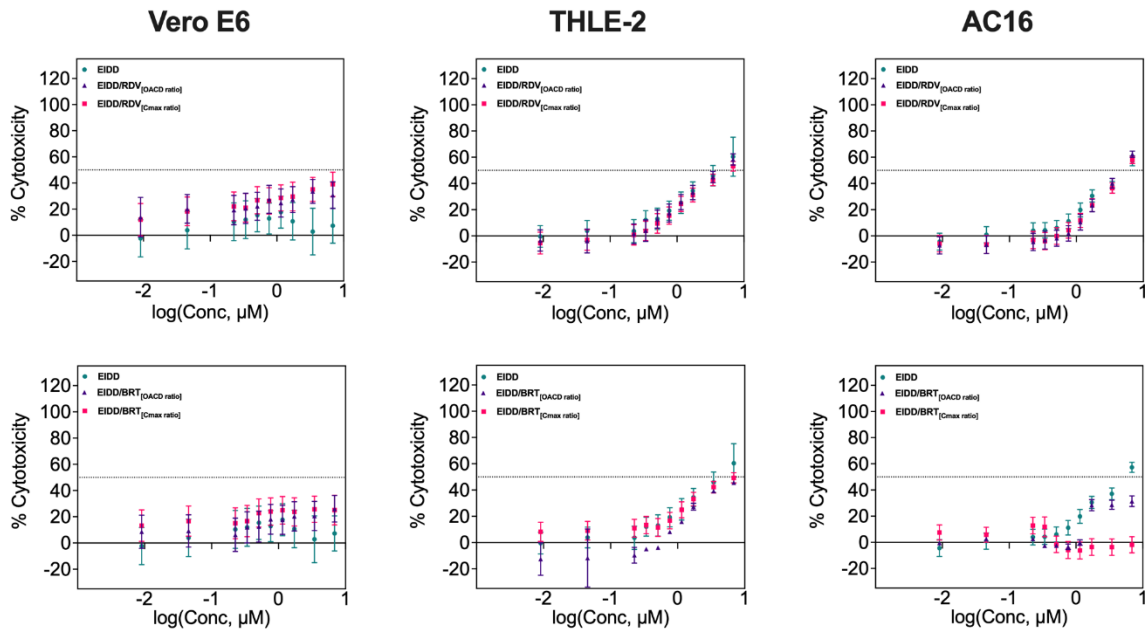 Vero E6
THLE-2
AC16
EIDD
EIDD/RDV[OACD ratio]
EIDD/RDV[Cmax ratio]
% Cytotoxicity
120
100
80
60
40
20
0
-20
-2
-1
0
1
log(Conc, µM)
EIDD
EIDD/RDV[OACD ratio]
EIDD/RDV[Cmax ratio]
% Cytotoxicity
120
100
80
60
40
20
0
-20
-2
-1
0
1
log(Conc, µM)
EIDD
EIDD/RDV[OACD ratio]
EIDD/RDV[Cmax ratio]
% Cytotoxicity
120
100
80
60
40
20
0
-20
-2
-1
0
1
log(Conc, µM)
EIDD
EIDD/BRT[OACD ratio]
EIDD/BRT[Cmax ratio]
% Cytotoxicity
120
100
80
60
40
20
0
-20
-2
-1
0
1
log(Conc, µM)
EIDD
EIDD/BRT[OACD ratio]
EIDD/BRT[Cmax ratio]
% Cytotoxicity
120
100
80
60
40
20
0
-20
-2
-1
0
1
log(Conc, µM)
EIDD
EIDD/BRT[OACD ratio]
EIDD/BRT[Cmax ratio]
% Cytotoxicity
120
100
80
60
40
20
0
-20
-2
-1
0
1
log(Conc, µM)